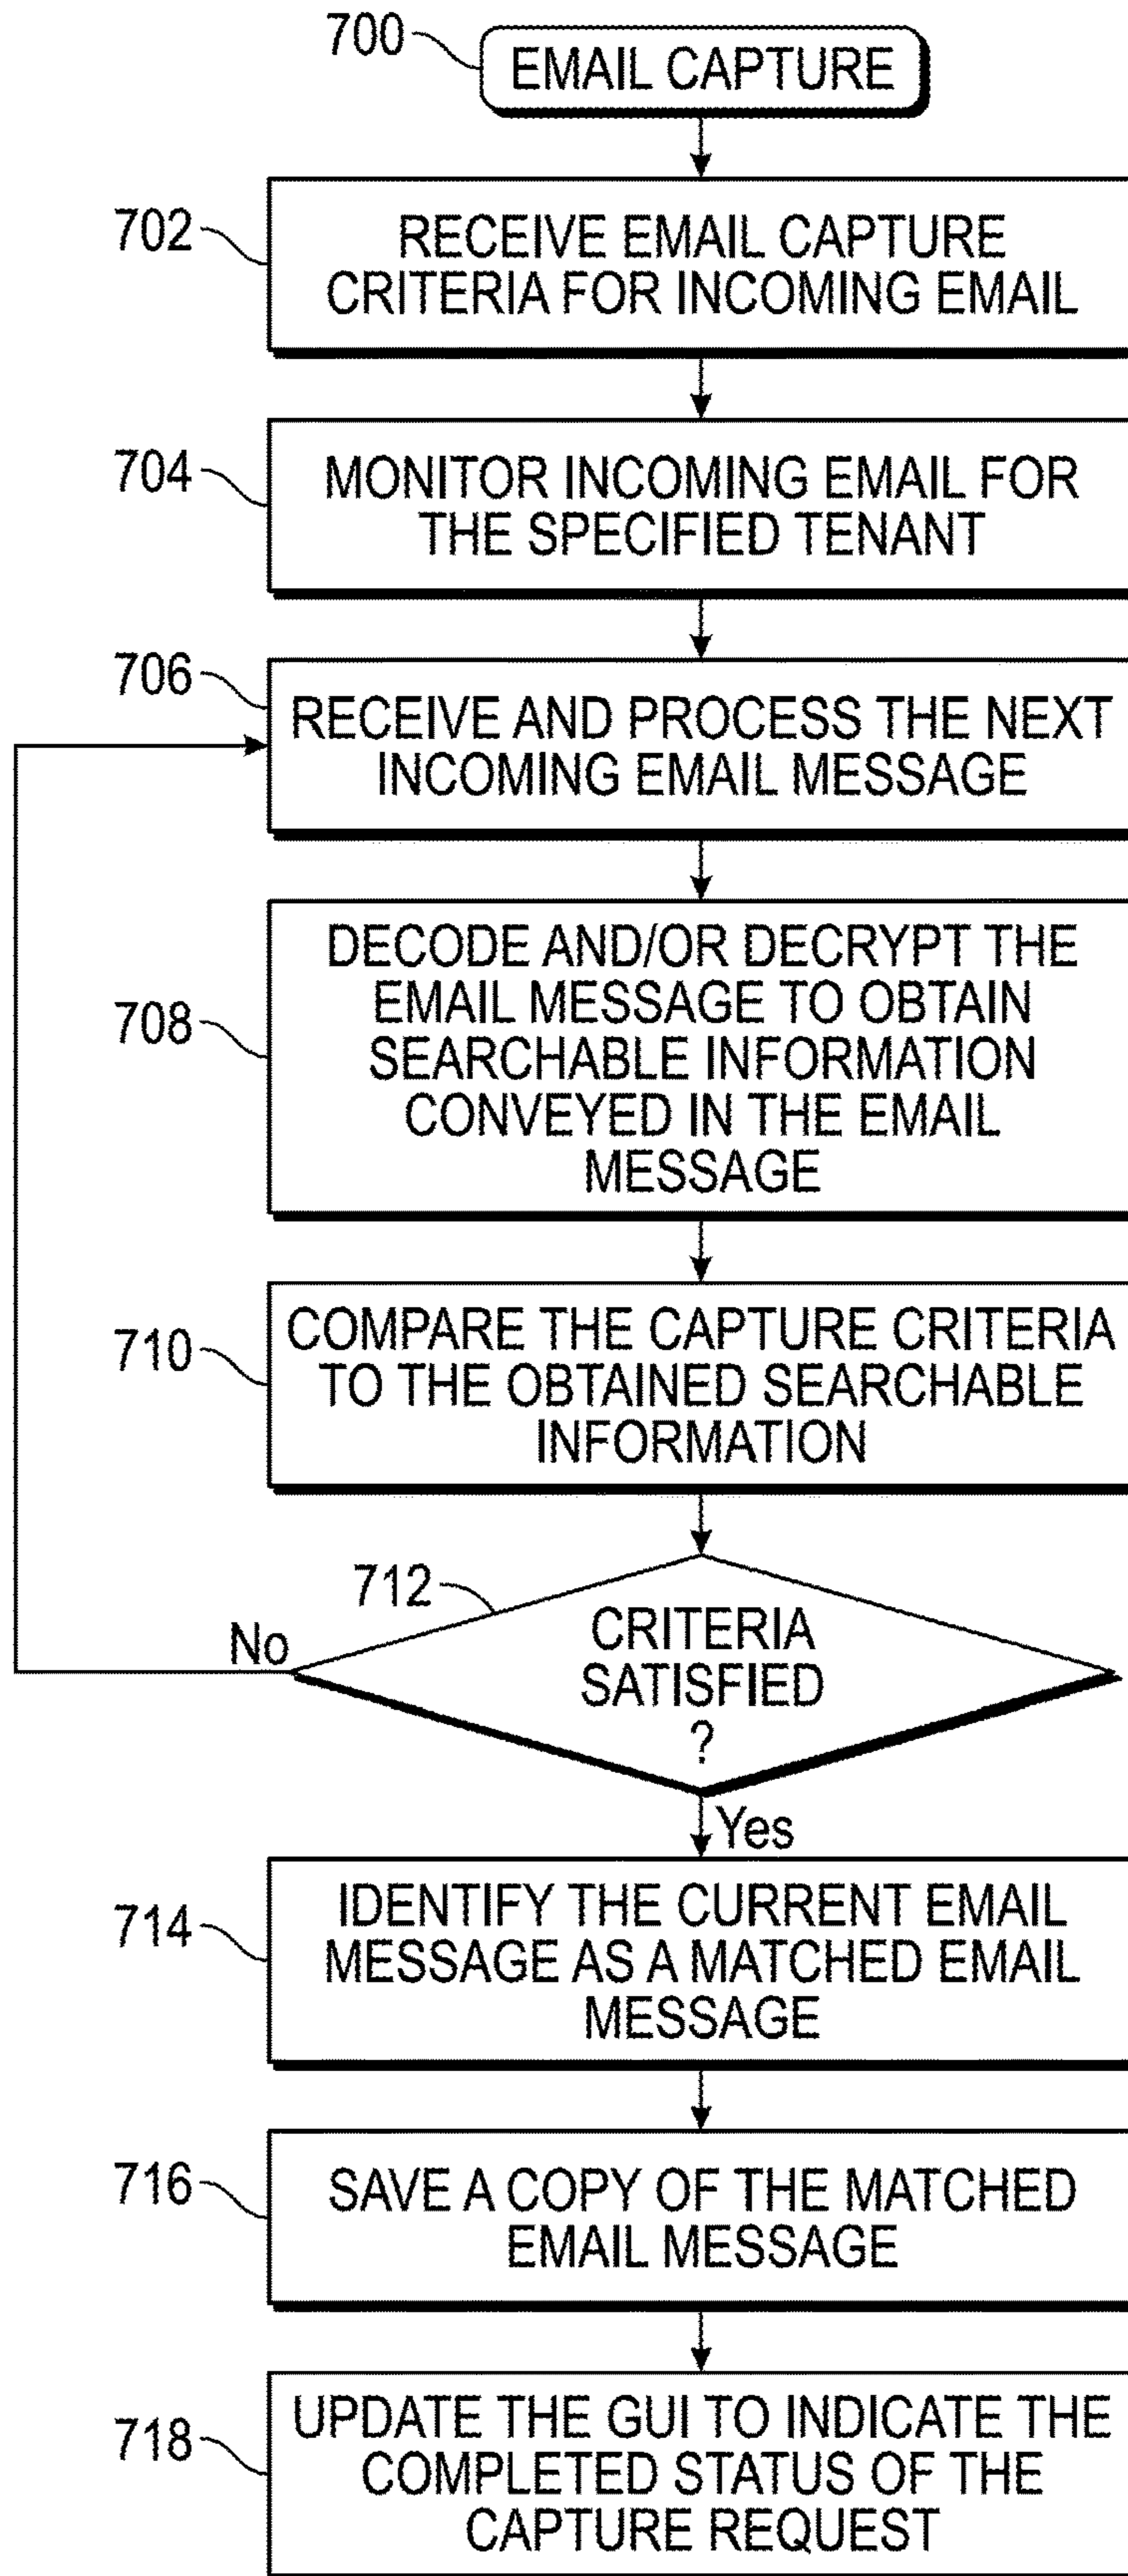 700
EMAIL CAPTURE
702
RECEIVE EMAIL CAPTURE
CRITERIA FOR INCOMING EMAIL
704
MONITOR INCOMING EMAIL FOR
THE SPECIFIED TENANT
706
RECEIVE AND PROCESS THE NEXT
INCOMING EMAIL MESSAGE
708
DECODE AND/OR DECRYPT THE
EMAIL MESSAGE TO OBTAIN
SEARCHABLE INFORMATION
CONVEYED IN THE EMAIL
MESSAGE
710
COMPARE THE CAPTURE CRITERIA
TO THE OBTAINED SEARCHABLE
INFORMATION
712
No
CRITERIA
SATISFIED
?
Yes
714
IDENTIFY THE CURRENT EMAIL
MESSAGE AS A MATCHED EMAIL
MESSAGE
716
SAVE A COPY OF THE MATCHED
EMAIL MESSAGE
718
UPDATE THE GUI TO INDICATE THE
COMPLETED STATUS OF THE
CAPTURE REQUEST